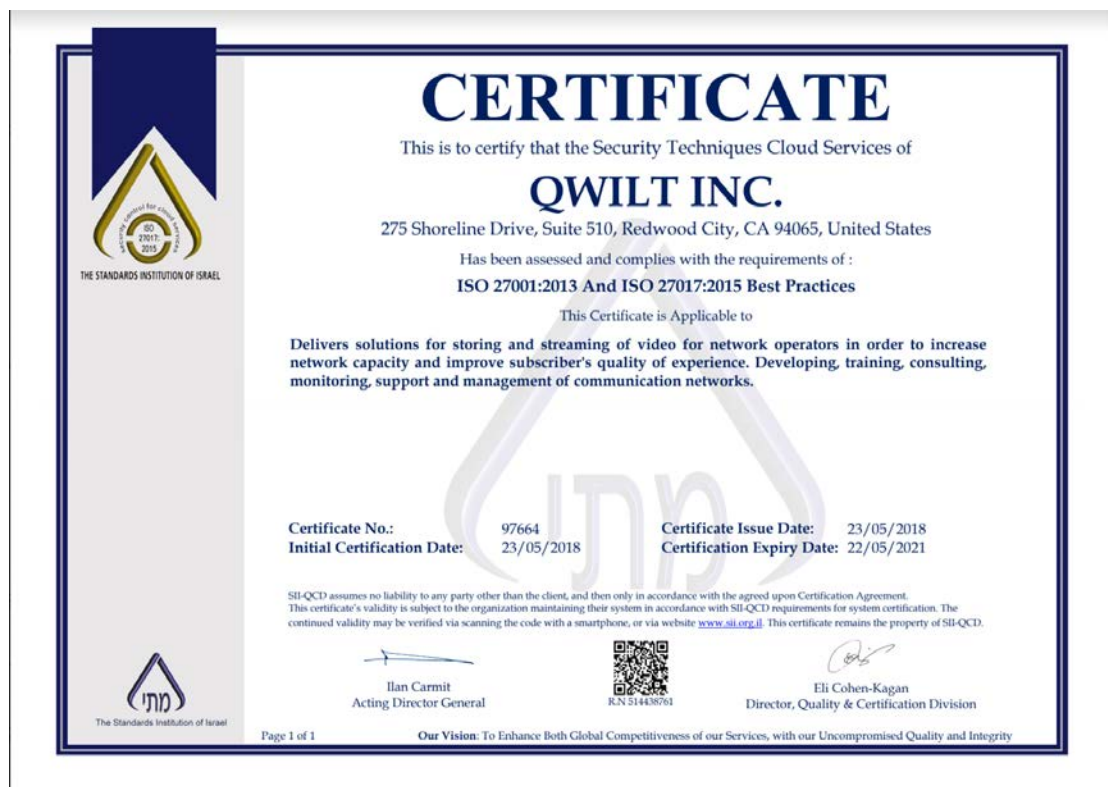 CERTIFICATE
This is to certify that the Security Techniques Cloud Services of
QWILT INC.
275 Shoreline Drive, Suite 510, Redwood City, CA 94065, United States
Has been assessed and complies with the requirements of :
ISO 27001:2013 And ISO 27017:2015 Best Practices
This Certificate is Applicable to
Delivers solutions for storing and streaming of video for network operators in order to increase
network capacity and improve subscriber's quality of experience. Developing, training, consulting,
monitoring, support and management of communication networks.
security control for cloud services
ISO
27017:
2015
THE STANDARDS INSTITUTION OF ISRAEL
מתי
Certificate No.: 97664 Certificate Issue Date: 23/05/2018
Initial Certification Date: 23/05/2018 Certification Expiry Date: 22/05/2021
SII-QCD assumes no liability to any party other than the client, and then only in accordance with the agreed upon Certification Agreement.
This certificate's validity is subject to the organization maintaining their system in accordance with SII-QCD requirements for system certification. The
continued validity may be verified via scanning the code with a smartphone, or via website www.sii.org.il. This certificate remains the property of SII-QCD.
Ilan Carmit
Acting Director General
R.N 514438761
Eli Cohen-Kagan
Director, Quality & Certification Division
מתי
The Standards Institution of Israel
Page 1 of 1
Our Vision: To Enhance Both Global Competitiveness of our Services, with our Uncompromised Quality and Integrity